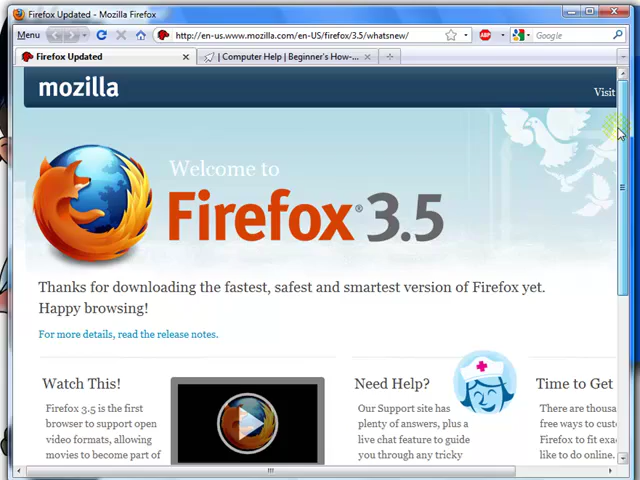 Firefox Updated - Mozilla Firefox
Menu
http://en-us.www.mozilla.com/en-US/firefox/3.5/whatsnew/
ABP
Google
Firefox Updated
| Computer Help | Beginner's How-...
mozilla
Visit
Welcome to
Firefox® 3.5
Thanks for downloading the fastest, safest and smartest version of Firefox yet.
Happy browsing!
For more details, read the release notes.
Watch This!
Need Help?
Time to Get
Firefox 3.5 is the first
browser to support open
video formats, allowing
movies to become part of
Our Support site has
plenty of answers, plus a
live chat feature to guide
you through any tricky
There are thousa
free ways to custo
Firefox to fit exac
like to do online.